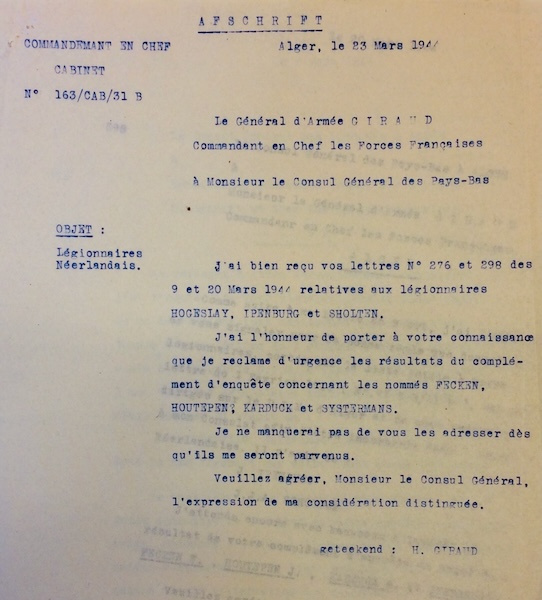 AFSCHRIFT
COMMANDEMANT EN CHEF
Alger, le 23 Mars 1944
CABINET
N° 163/CAB/31 B
Le Général d'Armée G I R A U D
Commandant en Chef les Forces Françaises
à Monsieur le Consul Général des Pays-Bas
OBJET :
Légionnaires
Néerlandais.
J'ai bien reçu vos lettres N° 276 et 298 des
9 et 20 Mars 1944 relatives aux légionnaires
HOGESLAY, IPENBURG et SHOLTEN.
J'ai l'honneur de porter à votre connaissance
que je reclame d'urgence les résultats du complé-
ment d'enquête concernant les nommés FECKEN,
HOUTEPEN, KARDUCK et SYSTERMANS.
Je ne manquerai pas de vous les adresser dès
qu'ils me seront parvenus.
Veuillez agréer, Monsieur le Consul Général,
l'expression de ma considération distinguée.
geteekend : H. GIRAUD